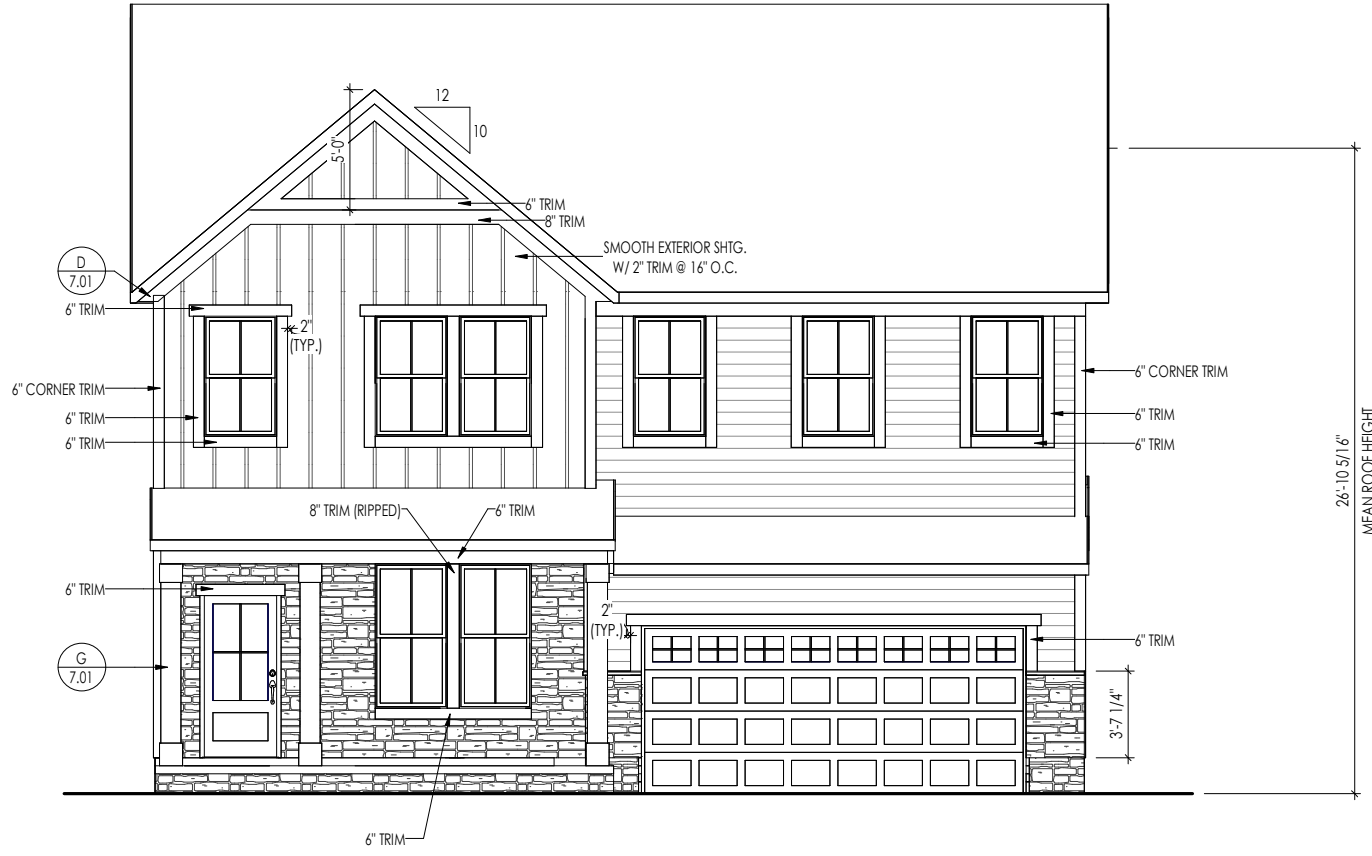 12
10
5'-0"
6" TRIM
8" TRIM
SMOOTH EXTERIOR SHTG.
W/ 2" TRIM @ 16" O.C.
D
7.01
6" TRIM
2"
(TYP.)
6" CORNER TRIM
6" TRIM
6" TRIM
6" CORNER TRIM
6" TRIM
6" TRIM
26'-10 5/16"
MEAN ROOF HEIGHT
8" TRIM (RIPPED)
6" TRIM
6" TRIM
2"
(TYP.)
6" TRIM
G
7.01
3'-7 1/4"
6" TRIM